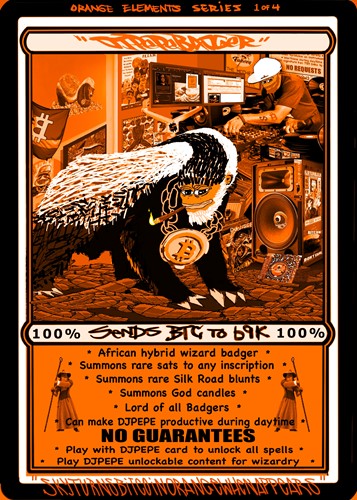 ORANGE ELEMENTS SERIES 1 OF 4
NO REQUESTS
100% SENDS BTC TO 69K 100%
* African hybrid wizard badger *
* Summons rare sats to any inscription *
* Summons rare Silk Road blunts *
* Summons God candles *
* Lord of all Badgers *
* Can make DJPEPE productive during daytime *
NO GUARANTEES
* Play with DJPEPE card to unlock all spells *
* Play DJPEPE unlockable content for wizardry *